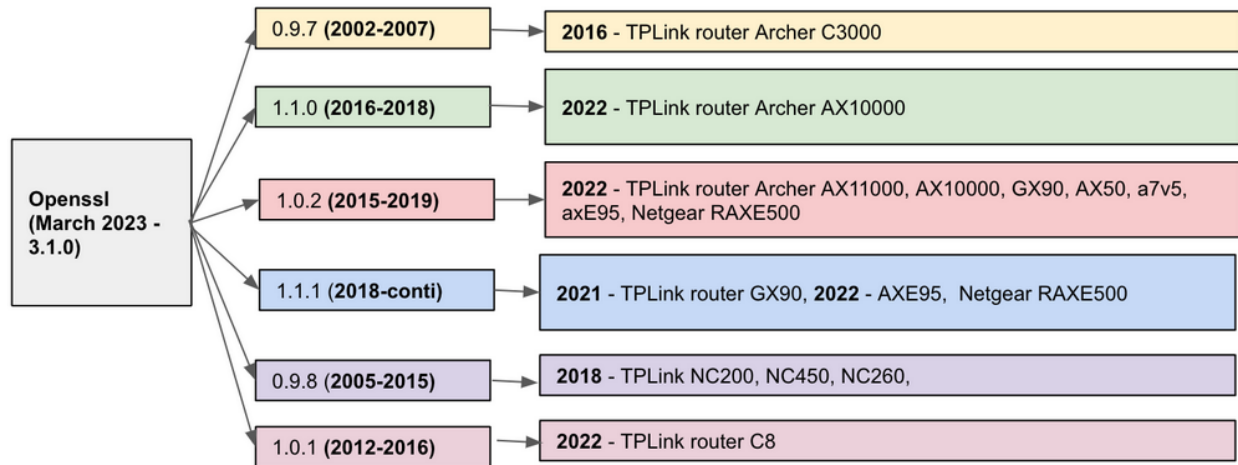 Openssl
(March 2023 -
3.1.0)
0.9.7 (2002-2007)
2016 - TPLink router Archer C3000
1.1.0 (2016-2018)
2022 - TPLink router Archer AX10000
1.0.2 (2015-2019)
2022 - TPLink router Archer AX11000, AX10000, GX90, AX50, a7v5,
axE95, Netgear RAXE500
1.1.1 (2018-conti)
2021 - TPLink router GX90, 2022 - AXE95, Netgear RAXE500
0.9.8 (2005-2015)
2018 - TPLink NC200, NC450, NC260,
1.0.1 (2012-2016)
2022 - TPLink router C8